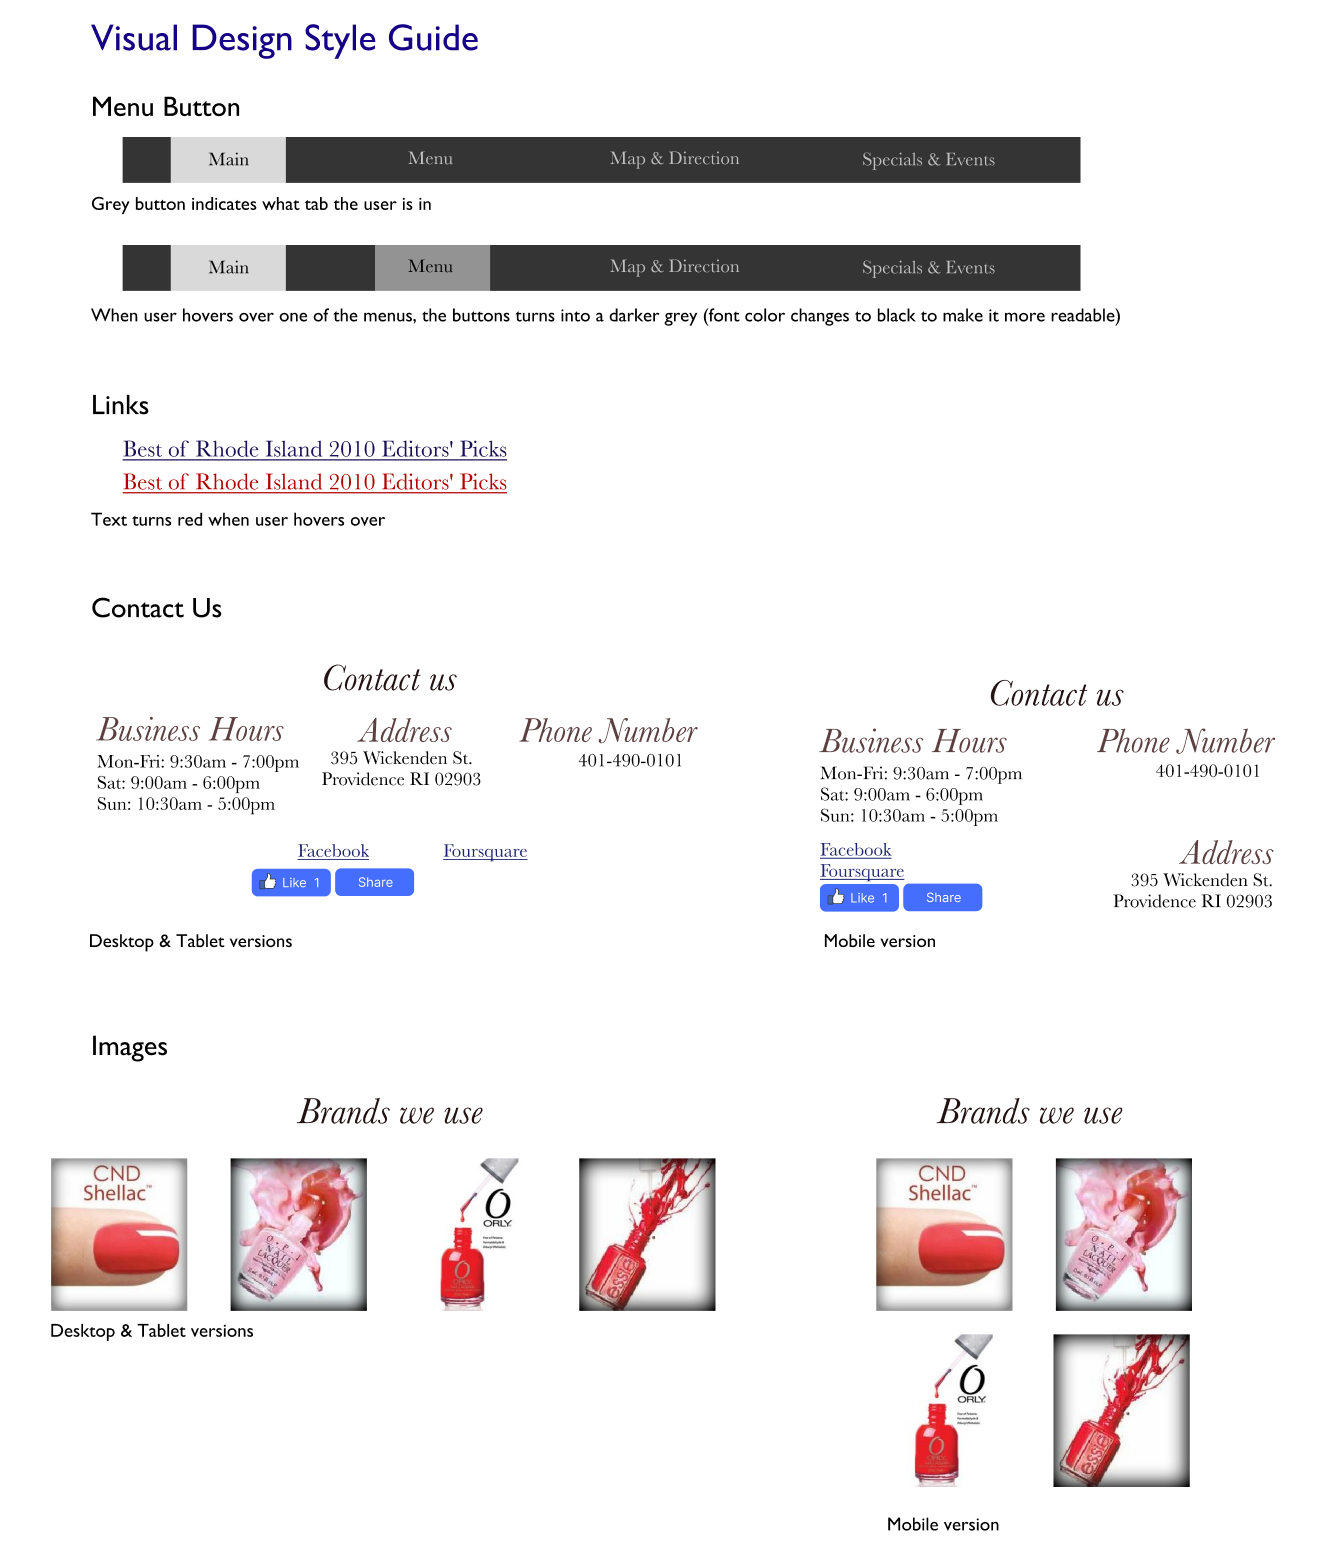 Visual Design Style Guide
Menu Button
Main Menu Map & Direction Specials & Events
Grey button indicates what tab the user is in
Main Menu Map & Direction Specials & Events
When user hovers over one of the menus, the buttons turns into a darker grey (font color changes to black to make it more readable)
Links
Best of Rhode Island 2010 Editors' Picks
Best of Rhode Island 2010 Editors' Picks
Text turns red when user hovers over
Contact Us
Contact us
Business Hours
Mon-Fri: 9:30am - 7:00pm
Sat: 9:00am - 6:00pm
Sun: 10:30am - 5:00pm
Address
395 Wickenden St.
Providence RI 02903
Phone Number
401-490-0101
Facebook Foursquare
Like 1 Share
Desktop & Tablet versions
Contact us
Business Hours
Mon-Fri: 9:30am - 7:00pm
Sat: 9:00am - 6:00pm
Sun: 10:30am - 5:00pm
Phone Number
401-490-0101
Facebook
Foursquare
Like 1 Share
Address
395 Wickenden St.
Providence RI 02903
Mobile version
Images
Brands we use
CND
Shellac™
O·P·I
NAIL
LACQUER
O
ORLY
O
ORLY
essie
Desktop & Tablet versions
Brands we use
CND
Shellac™
O·P·I
NAIL
LACQUER
O
ORLY
O
ORLY
essie
Mobile version